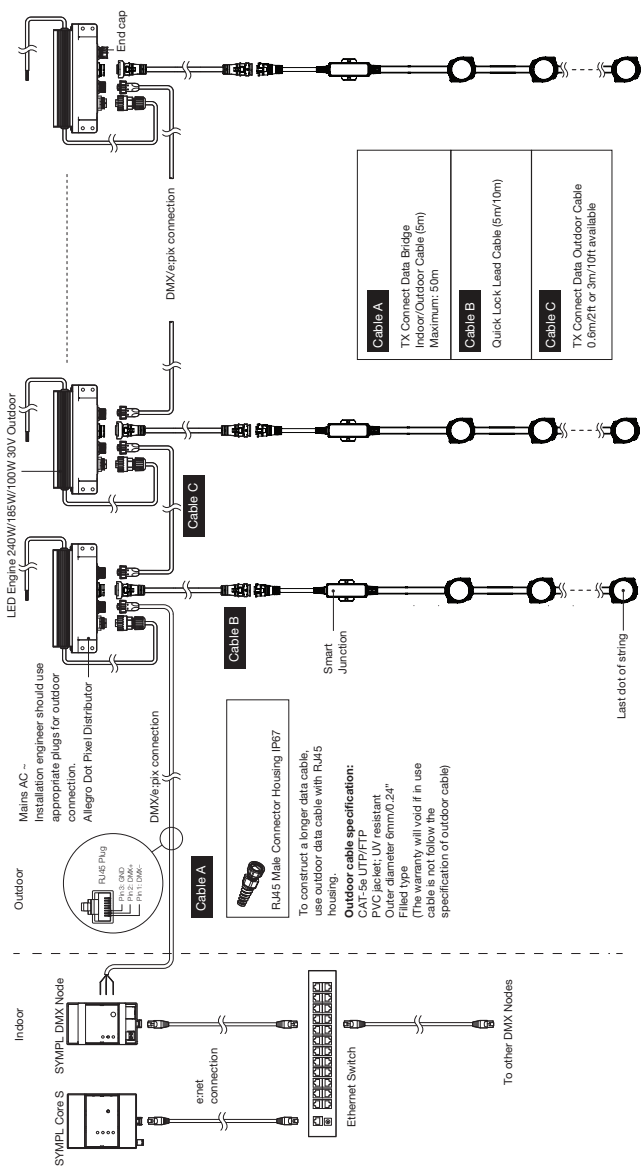 Indoor
Outdoor
SYMPL Core S
SYMPL DMX Node
e:net
connection
Ethernet Switch
To other DMX Nodes
RJ45 Plug
Pin 3: GND
Pin 2: DMX+
Pin 1: DMX-
Mains AC ~
Installation engineer should use
appropriate plugs for outdoor
connection.
Allegro Dot Pixel Distributor
LED Engine 240W/185W/100W 30V Outdoor
DMX/e:pix connection
DMX/e:pix connection
End cap
Cable A
Cable B
Cable C
RJ45 Male Connector Housing IP67
To construct a longer data cable,
use outdoor data cable with RJ45
housing.
Outdoor cable specification:
CAT-5e UTP/FTP
PVC jacket; UV resistant
Outer diameter 6mm/0.24"
Filled type
(The warranty will void if in use
cable is not follow the
specification of outdoor cable)
Smart
Junction
Last dot of string
Cable A
TX Connect Data Bridge
Indoor/Outdoor Cable (5m)
Maximum: 50m
Cable B
Quick Lock Lead Cable (5m/10m)
Cable C
TX Connect Data Outdoor Cable
0.6m/2ft or 3m/10ft available